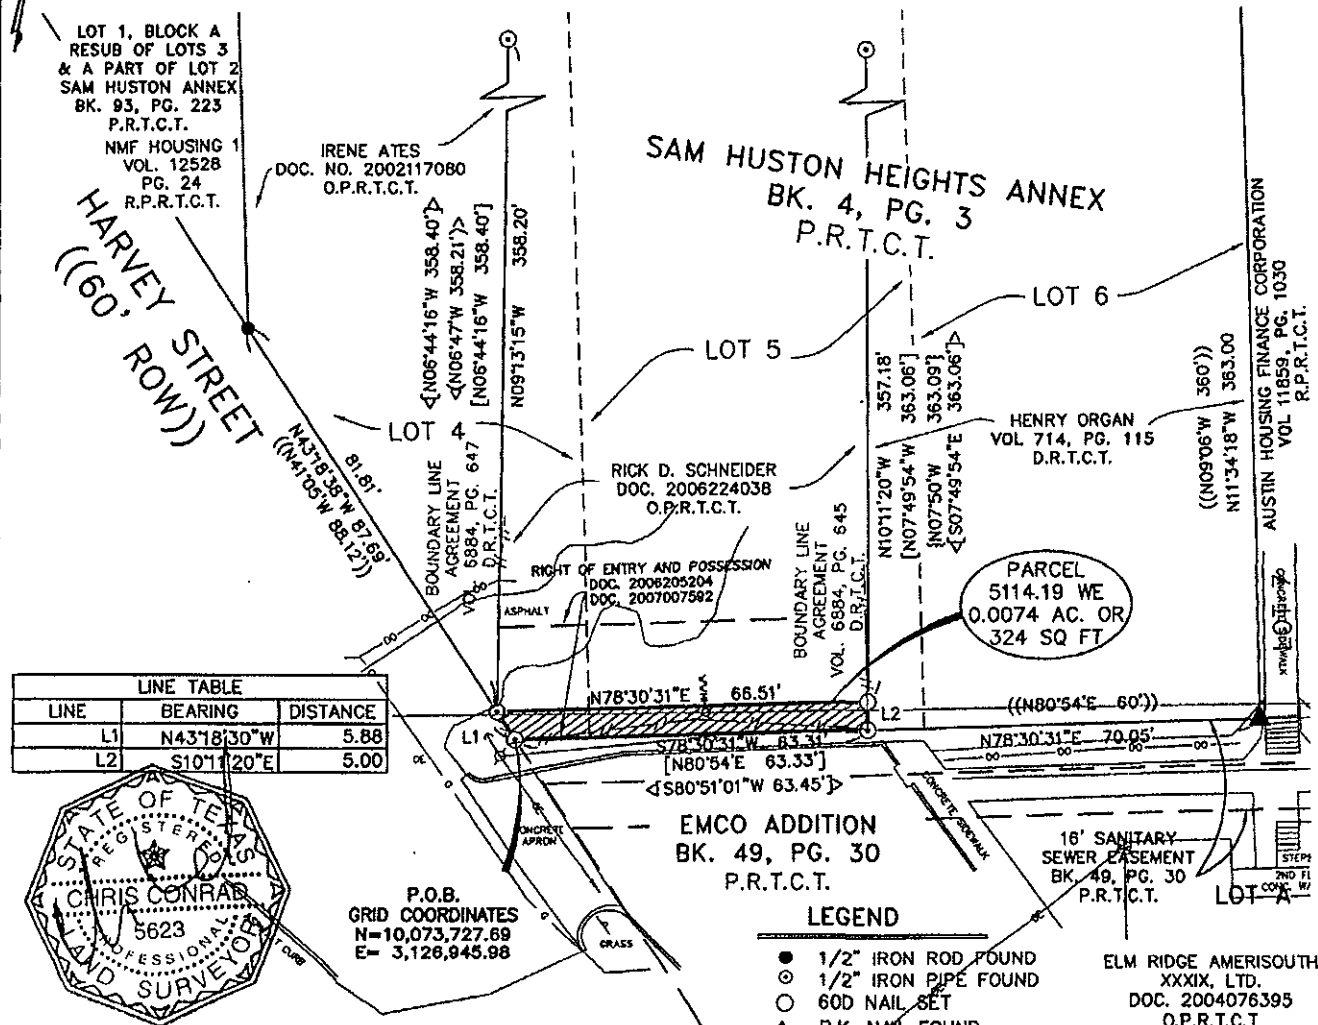 LOT 1, BLOCK A
RESUB OF LOTS 3
& A PART OF LOT 2
SAM HUSTON ANNEX
BK. 93, PG. 223
P.R.T.C.T.
NMF HOUSING 1
VOL. 12528
PG. 24
R.P.R.T.C.T.
IRENE ATES
DOC. NO. 2002117080
O.P.R.T.C.T.
SAM HUSTON HEIGHTS ANNEX
BK. 4, PG. 3
P.R.T.C.T.
HARVEY STREET
((60' ROW))
<[N06°44'16"W 358.40']>
<(N06°47'W 358.21')>
[N06°44'16"W 358.40']
N09°13'15"W 358.20'
LOT 4
LOT 5
LOT 6
81.81'
N43°18'38"W 87.69'
((N41°05'W 88.12'))
BOUNDARY LINE
AGREEMENT
VOL. 6884, PG. 647
D.R.T.C.T.
RICK D. SCHNEIDER
DOC. 2006224038
O.P.R.T.C.T.
RIGHT OF ENTRY AND POSSESSION
DOC. 2006205204
DOC. 2007007592
ASPHALT
BOUNDARY LINE
AGREEMENT
VOL. 6884, PG. 645
D.R.T.C.T.
N10°11'20"W 357.18'
[N07°49'54"W 363.06']
{N07°50'W 363.09'}
<[S07°49'54"E 363.06']>
HENRY ORGAN
VOL 714, PG. 115
D.R.T.C.T.
((N09°06'W 360'))
N11°34'18"W 363.00
AUSTIN HOUSING FINANCE CORPORATION
VOL 11859, PG. 1030
R.P.R.T.C.T.
CONCRETE SIDEWALK
PARCEL
5114.19 WE
0.0074 AC. OR
324 SQ FT
LINE TABLE
LINE BEARING DISTANCE
L1 N43°18'30"W 5.88
L2 S10°11'20"E 5.00
N78°30'31"E 66.51'
L1
L2
S78°30'31"W 63.31'
[N80°54'E 63.33']
<[S80°51'01"W 63.45']>
((N80°54'E 60'))
N78°30'31"E 70.05'
CONCRETE
APRON
CONCRETE SIDEWALK
EMCO ADDITION
BK. 49, PG. 30
P.R.T.C.T.
16' SANITARY
SEWER EASEMENT
BK. 49, PG. 30
P.R.T.C.T.
STEPS
2ND FL
LOT A
STATE OF TEXAS
REGISTERED
CHRIS CONRAD
5623
PROFESSIONAL
LAND SURVEYOR
P.O.B.
GRID COORDINATES
N=10,073,727.69
E= 3,126,945.98
GRASS
LEGEND
1/2" IRON ROD FOUND
1/2" IRON PIPE FOUND
60D NAIL SET
P.K. NAIL FOUND
ELM RIDGE AMERISOUTH
XXXIX, LTD.
DOC. 2004076395
O.P.R.T.C.T.